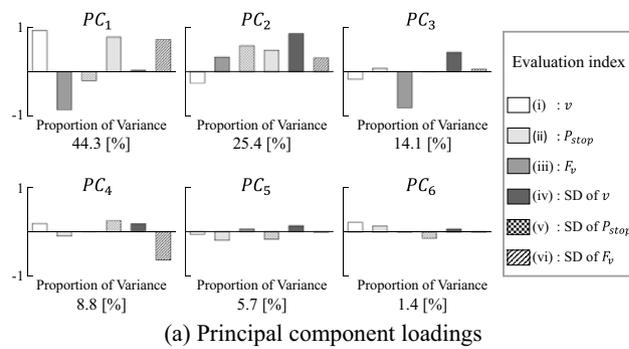 PC1 PC2 PC3
1
-1
Proportion of Variance Proportion of Variance Proportion of Variance
44.3 [%] 25.4 [%] 14.1 [%]
PC4 PC5 PC6
1
-1
Proportion of Variance Proportion of Variance Proportion of Variance
8.8 [%] 5.7 [%] 1.4 [%]
Evaluation index
(i) : v
(ii) : Pstop
(iii) : Fv
(iv) : SD of v
(v) : SD of Pstop
(vi) : SD of Fv
(a) Principal component loadings